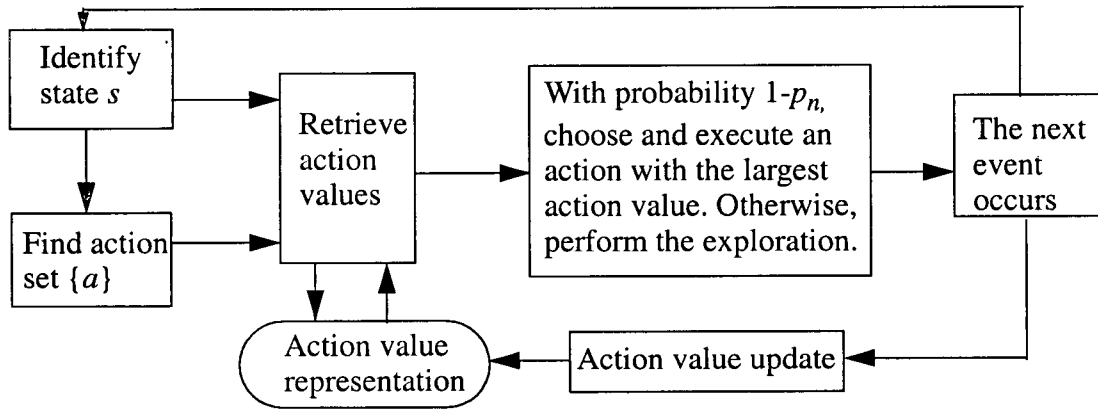 Identify
state s
Find action
set {a}
Retrieve
action
values
With probability 1-pn,
choose and execute an
action with the largest
action value. Otherwise,
perform the exploration.
The next
event
occurs
Action value
representation
Action value update